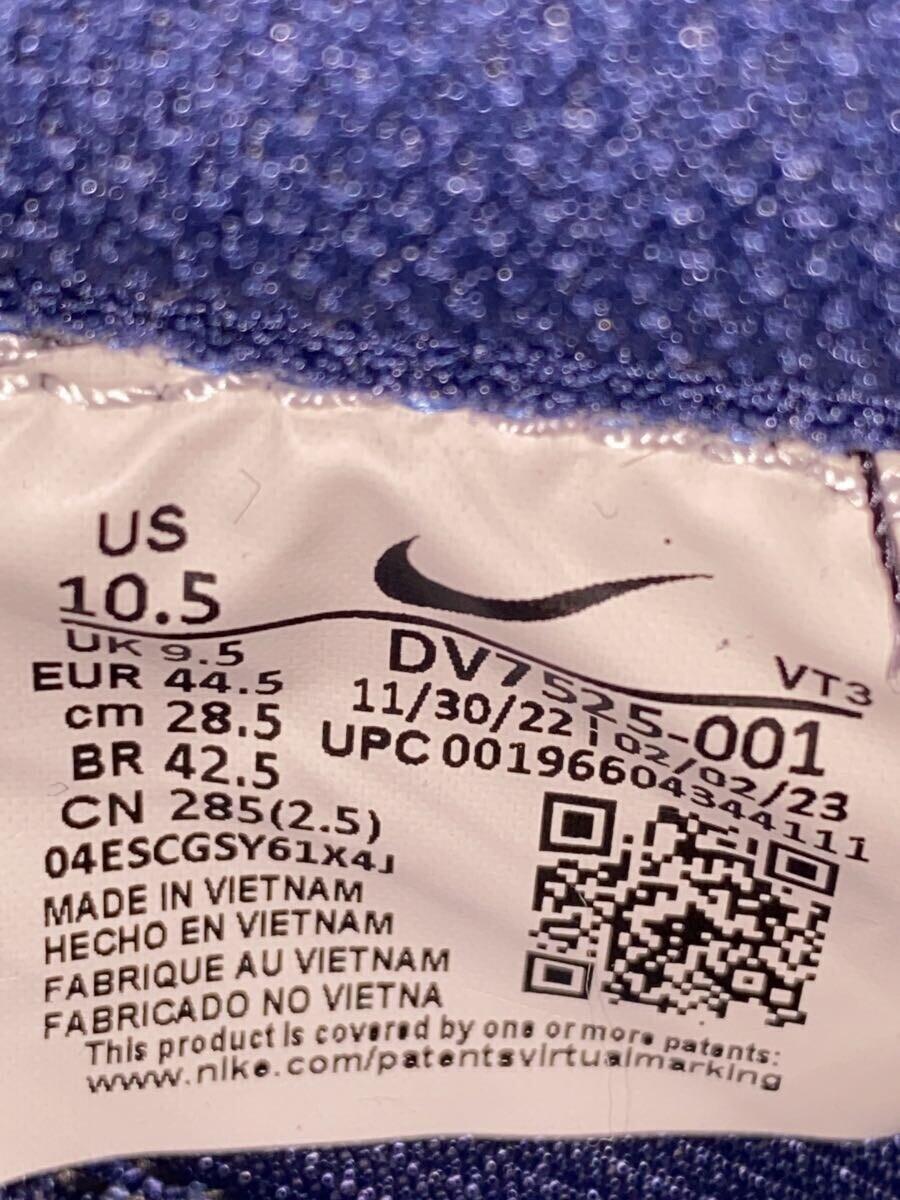 US
10.5
UK 9.5
EUR 44.5
cm 28.5
BR 42.5
CN 285(2.5)
04ESCGSY61X4J
VT3
DV7525-001
11/30/22 | 02/02/23
UPC 00196604344111
MADE IN VIETNAM
HECHO EN VIETNAM
FABRIQUE AU VIETNAM
FABRICADO NO VIETNA
This product is covered by one or more patents:
www.nike.com/patentsvirtualmarking